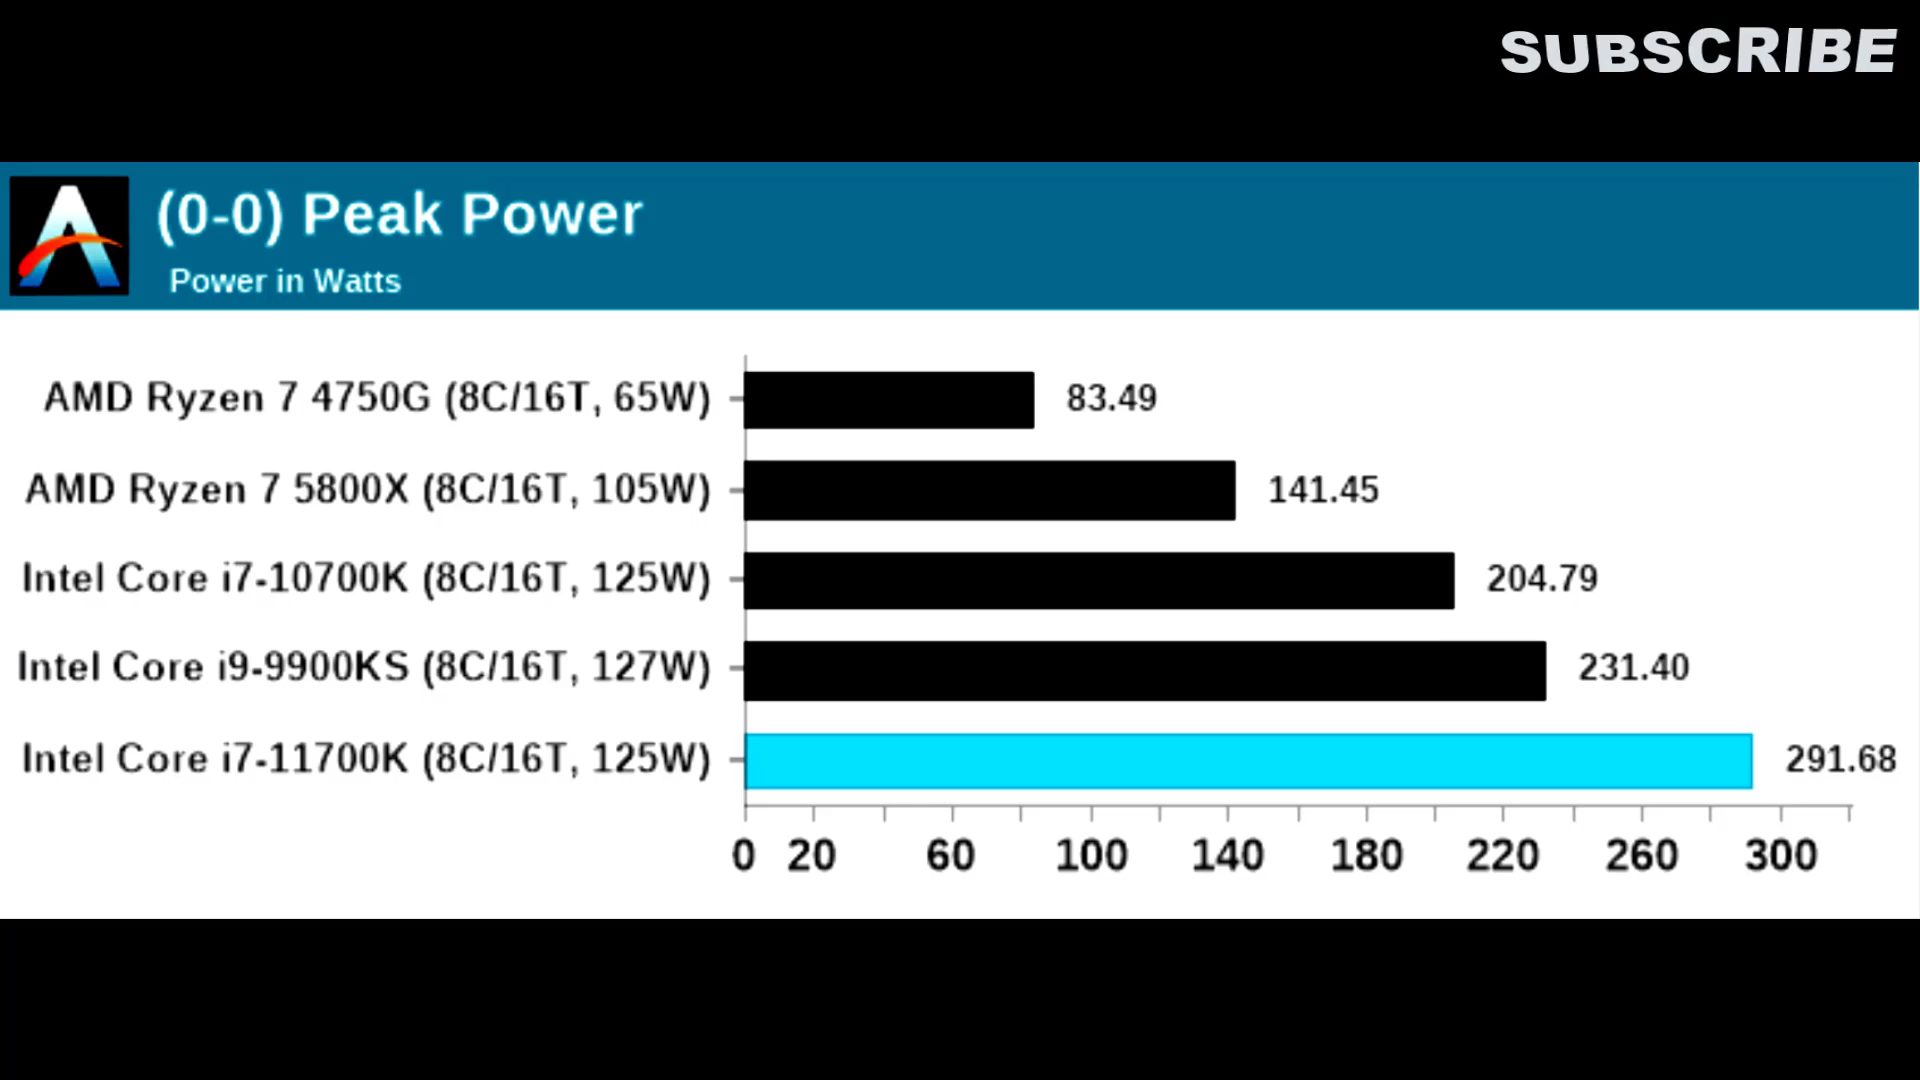 SUBSCRIBE
(0-0) Peak Power
Power in Watts
AMD Ryzen 7 4750G (8C/16T, 65W) 83.49
AMD Ryzen 7 5800X (8C/16T, 105W) 141.45
Intel Core i7-10700K (8C/16T, 125W) 204.79
Intel Core i9-9900KS (8C/16T, 127W) 231.40
Intel Core i7-11700K (8C/16T, 125W) 291.68
0 20 60 100 140 180 220 260 300